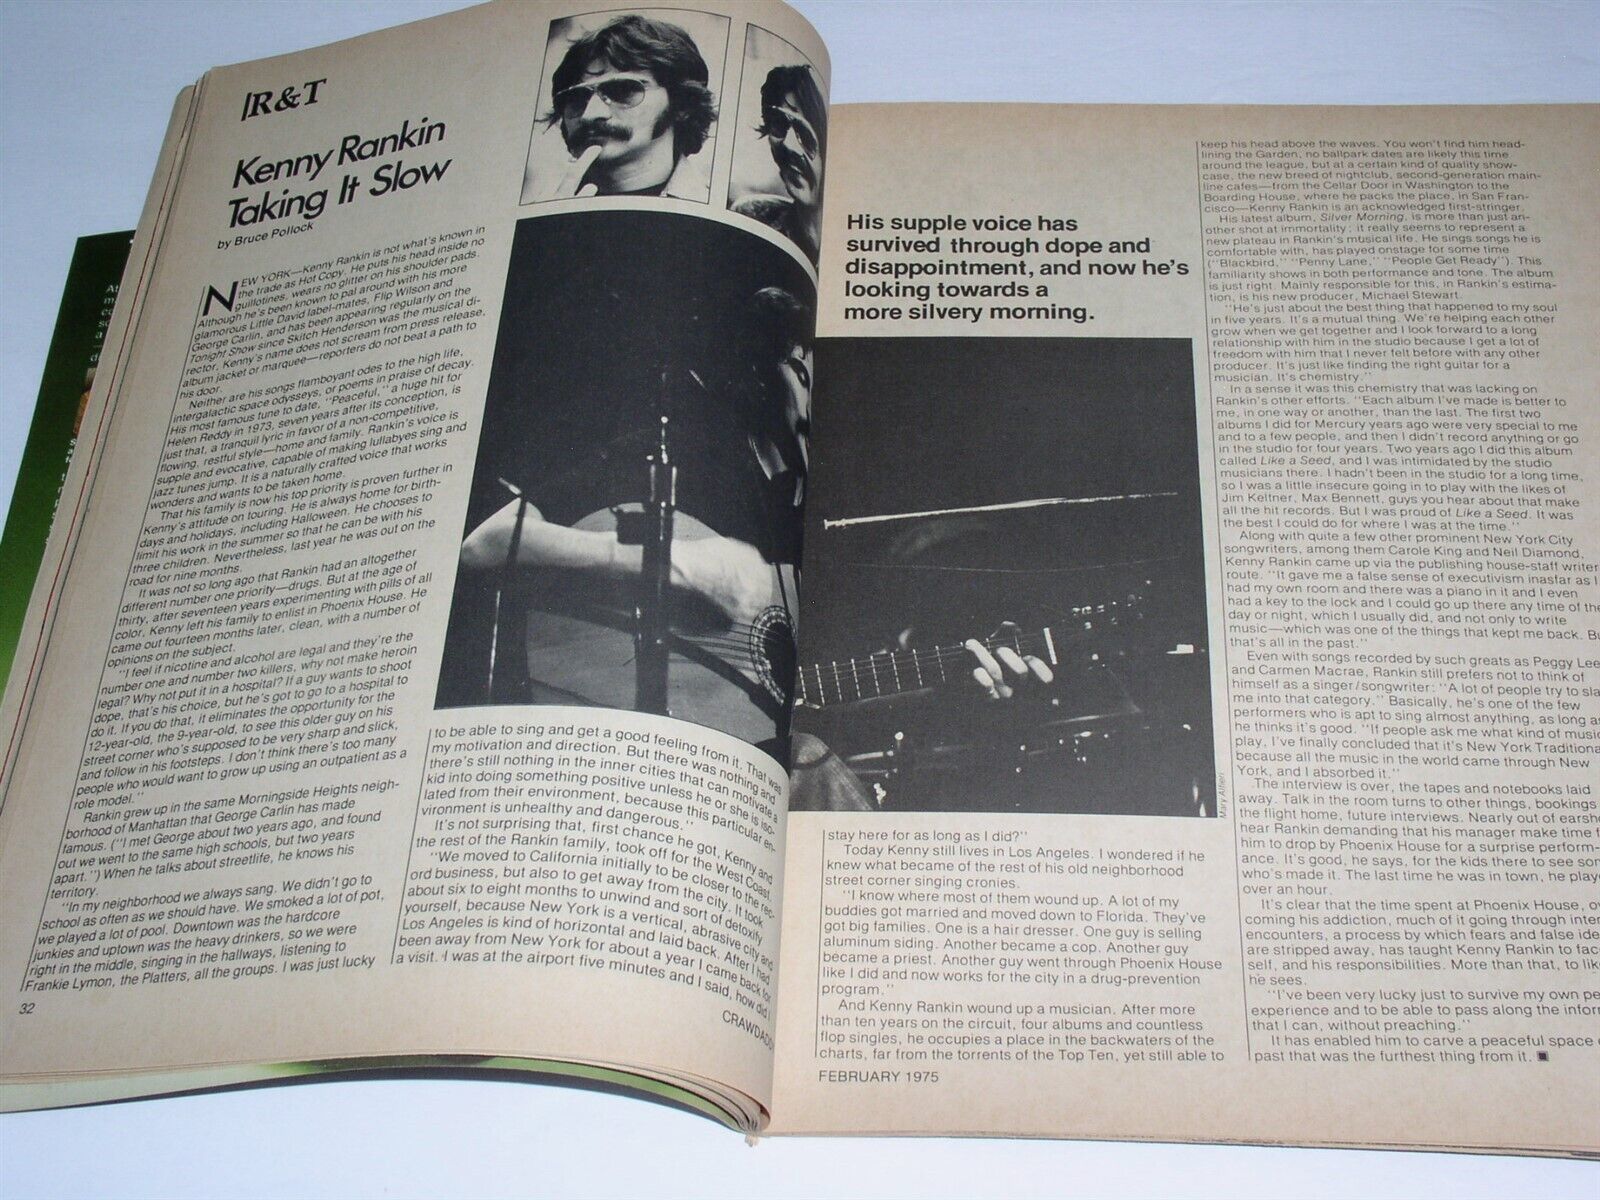 R&T
Kenny Rankin
Taking It Slow
by Bruce Pollock
NEW YORK—Kenny Rankin is not what's known in
the trade as Hot Copy. He puts his head inside no
guillotines, wears no glitter on his shoulder pads.
Although he's been known to pal around with his more
glamorous Little David label-mates, Flip Wilson and
George Carlin, and has been appearing regularly on the
Tonight Show since Skitch Henderson was the musical di-
rector, Kenny's name does not scream from press release,
album jacket or marquee—reporters do not beat a path to
his door.
Neither are his songs flamboyant odes to the high life,
intergalactic space odysseys, or poems in praise of decay.
His most famous tune to date, "Peaceful," a huge hit for
Helen Reddy in 1973, seven years after its conception, is
just that, a tranquil lyric in favor of a non-competitive,
flowing, restful style—home and family. Rankin's voice is
supple and evocative, capable of making lullabyes sing and
jazz tunes jump. It is a naturally crafted voice that works
wonders and wants to be taken home.
That his family is now his top priority is proven further in
Kenny's attitude on touring. He is always home for birth-
days and holidays, including Halloween. He chooses to
limit his work in the summer so that he can be with his
three children. Nevertheless, last year he was out on the
road for nine months.
It was not so long ago that Rankin had an altogether
different number one priority—drugs. But at the age of
thirty, after seventeen years experimenting with pills of all
color, Kenny left his family to enlist in Phoenix House. He
came out fourteen months later, clean, with a number of
opinions on the subject.
"I feel if nicotine and alcohol are legal and they're the
number one and number two killers, why not make heroin
legal? Why not put it in a hospital? If a guy wants to shoot
dope, that's his choice, but he's got to go to a hospital to
do it. If you do that, it eliminates the opportunity for the
12-year-old, the 9-year-old, to see this older guy on his
street corner who's supposed to be very sharp and slick,
and follow in his footsteps. I don't think there's too many
people who would want to grow up using an outpatient as a
role model."
Rankin grew up in the same Morningside Heights neigh-
borhood of Manhattan that George Carlin has made
famous. ("I met George about two years ago, and found
out we went to the same high schools, but two years
apart.") When he talks about streetlife, he knows his
territory.
"In my neighborhood we always sang. We didn't go to
school as often as we should have. We smoked a lot of pot,
we played a lot of pool. Downtown was the hardcore
junkies and uptown was the heavy drinkers, so we were
right in the middle, singing in the hallways, listening to
Frankie Lymon, the Platters, all the groups. I was just lucky
32
to be able to sing and get a good feeling from it. That was
my motivation and direction. But there was nothing and
there's still nothing in the inner cities that can motivate a
kid into doing something positive unless he or she is iso-
lated from their environment, because this particular en-
vironment is unhealthy and dangerous."
It's not surprising that, first chance he got, Kenny and
the rest of the Rankin family, took off for the West Coast.
"We moved to California initially to be closer to the rec-
ord business, but also to get away from the city. It took
about six to eight months to unwind and sort of detoxify
yourself, because New York is a vertical, abrasive city and
Los Angeles is kind of horizontal and laid back. After I had
been away from New York for about a year I came back for
a visit. I was at the airport five minutes and I said, how did I
CRAWDADD
His supple voice has
survived through dope and
disappointment, and now he's
looking towards a
more silvery morning.
Mary Alfieri
stay here for as long as I did?"
Today Kenny still lives in Los Angeles. I wondered if he
knew what became of the rest of his old neighborhood
street corner singing cronies.
"I know where most of them wound up. A lot of my
buddies got married and moved down to Florida. They've
got big families. One is a hair dresser. One guy is selling
aluminum siding. Another became a cop. Another guy
became a priest. Another guy went through Phoenix House
like I did and now works for the city in a drug-prevention
program."
And Kenny Rankin wound up a musician. After more
than ten years on the circuit, four albums and countless
flop singles, he occupies a place in the backwaters of the
charts, far from the torrents of the Top Ten, yet still able to
FEBRUARY 1975
keep his head above the waves. You won't find him head-
lining the Garden, no ballpark dates are likely this time
around the league, but at a certain kind of quality show-
case, the new breed of nightclub, second-generation main-
line cafes—from the Cellar Door in Washington to the
Boarding House, where he packs the place, in San Fran-
cisco—Kenny Rankin is an acknowledged first-stringer.
His latest album, Silver Morning, is more than just an-
other shot at immortality; it really seems to represent a
new plateau in Rankin's musical life. He sings songs he is
comfortable with, has played onstage for some time
("Blackbird," "Penny Lane," "People Get Ready"). This
familiarity shows in both performance and tone. The album
is just right. Mainly responsible for this, in Rankin's estima-
tion, is his new producer, Michael Stewart.
"He's just about the best thing that happened to my soul
in five years. It's a mutual thing. We're helping each other
grow when we get together and I look forward to a long
relationship with him in the studio because I get a lot of
freedom with him that I never felt before with any other
producer. It's just like finding the right guitar for a
musician. It's chemistry."
In a sense it was this chemistry that was lacking on
Rankin's other efforts. "Each album I've made is better to
me, in one way or another, than the last. The first two
albums I did for Mercury years ago were very special to me
and to a few people, and then I didn't record anything or go
in the studio for four years. Two years ago I did this album
called Like a Seed, and I was intimidated by the studio
musicians there. I hadn't been in the studio for a long time,
so I was a little insecure going in to play with the likes of
Jim Keltner, Max Bennett, guys you hear about that make
all the hit records. But I was proud of Like a Seed. It was
the best I could do for where I was at the time."
Along with quite a few other prominent New York City
songwriters, among them Carole King and Neil Diamond,
Kenny Rankin came up via the publishing house-staff writer
route. "It gave me a false sense of executivism inasfar as I
had my own room and there was a piano in it and I even
had a key to the lock and I could go up there any time of the
day or night, which I usually did, and not only to write
music—which was one of the things that kept me back. Bu
that's all in the past."
Even with songs recorded by such greats as Peggy Lee
and Carmen Macrae, Rankin still prefers not to think of
himself as a singer/songwriter: "A lot of people try to sla
me into that category." Basically, he's one of the few
performers who is apt to sing almost anything, as long as
he thinks it's good. "If people ask me what kind of music
play, I've finally concluded that it's New York Traditiona
because all the music in the world came through New
York, and I absorbed it."
The interview is over, the tapes and notebooks laid
away. Talk in the room turns to other things, bookings
the flight home, future interviews. Nearly out of earsho
hear Rankin demanding that his manager make time f
him to drop by Phoenix House for a surprise perform-
ance. It's good, he says, for the kids there to see son
who's made it. The last time he was in town, he playe
over an hour.
It's clear that the time spent at Phoenix House, ov
coming his addiction, much of it going through inter
encounters, a process by which fears and false ide
are stripped away, has taught Kenny Rankin to fac
self, and his responsibilities. More than that, to lik
he sees.
"I've been very lucky just to survive my own pe
experience and to be able to pass along the infor
that I can, without preaching."
It has enabled him to carve a peaceful space
past that was the furthest thing from it.